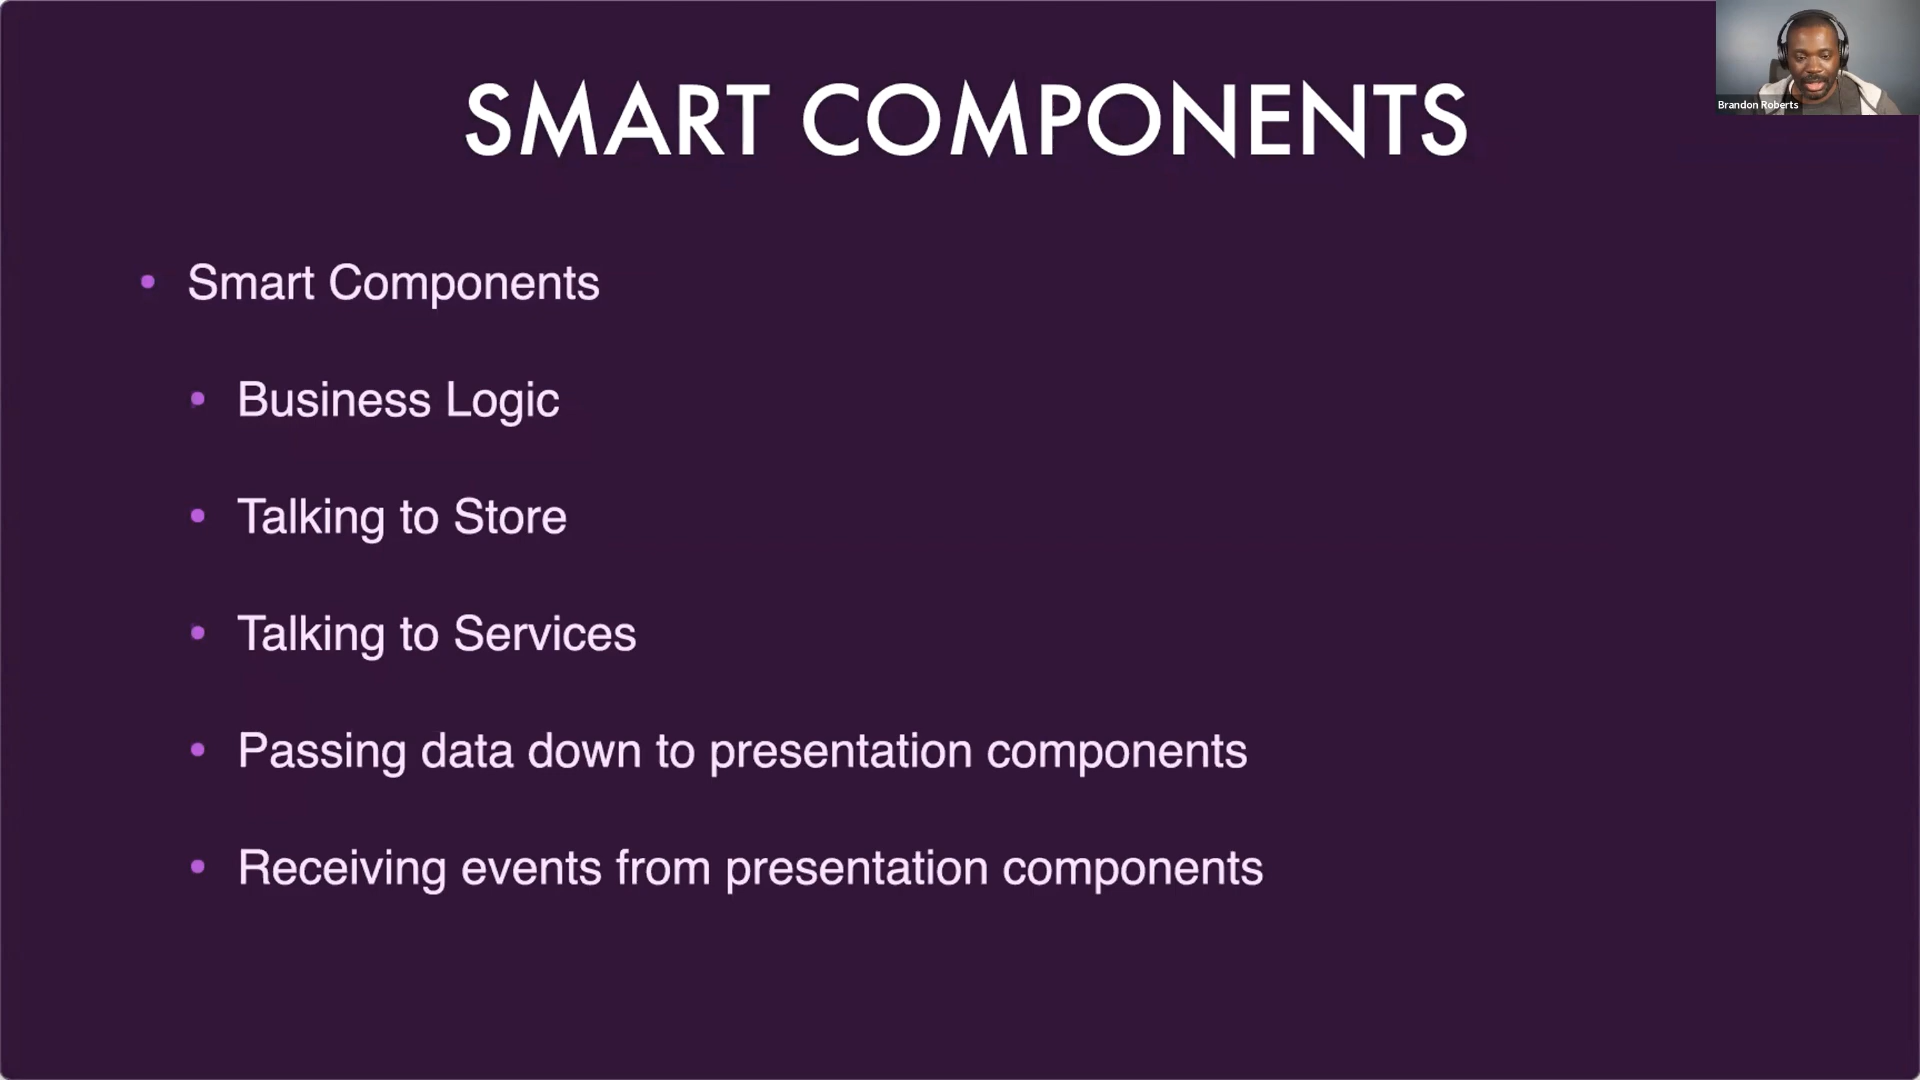 SMART COMPONENTS
Brandon Roberts
• Smart Components
• Business Logic
• Talking to Store
• Talking to Services
• Passing data down to presentation components
• Receiving events from presentation components